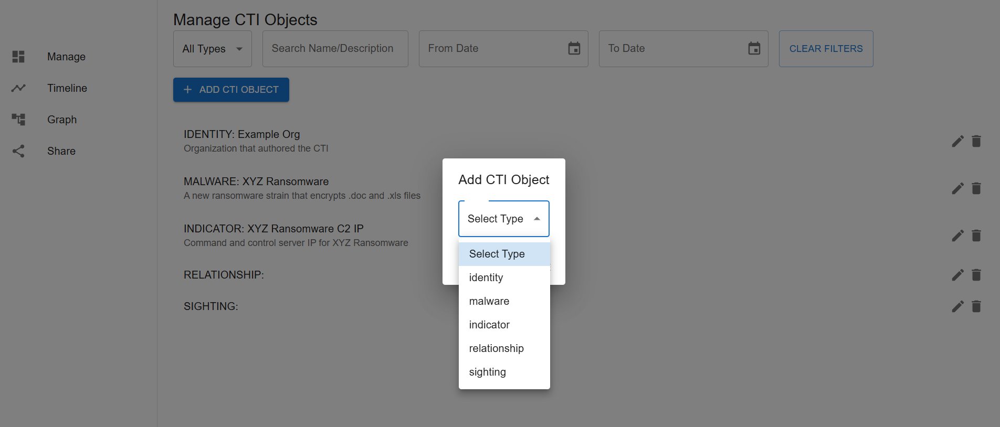 Manage CTI Objects
All Types
Search Name/Description
From Date
To Date
CLEAR FILTERS
Manage
Timeline
Graph
Share
ADD CTI OBJECT
IDENTITY: Example Org
Organization that authored the CTI
MALWARE: XYZ Ransomware
A new ransomware strain that encrypts .doc and .xls files
INDICATOR: XYZ Ransomware C2 IP
Command and control server IP for XYZ Ransomware
RELATIONSHIP:
SIGHTING:
Add CTI Object
Select Type
Select Type
identity
malware
indicator
relationship
sighting